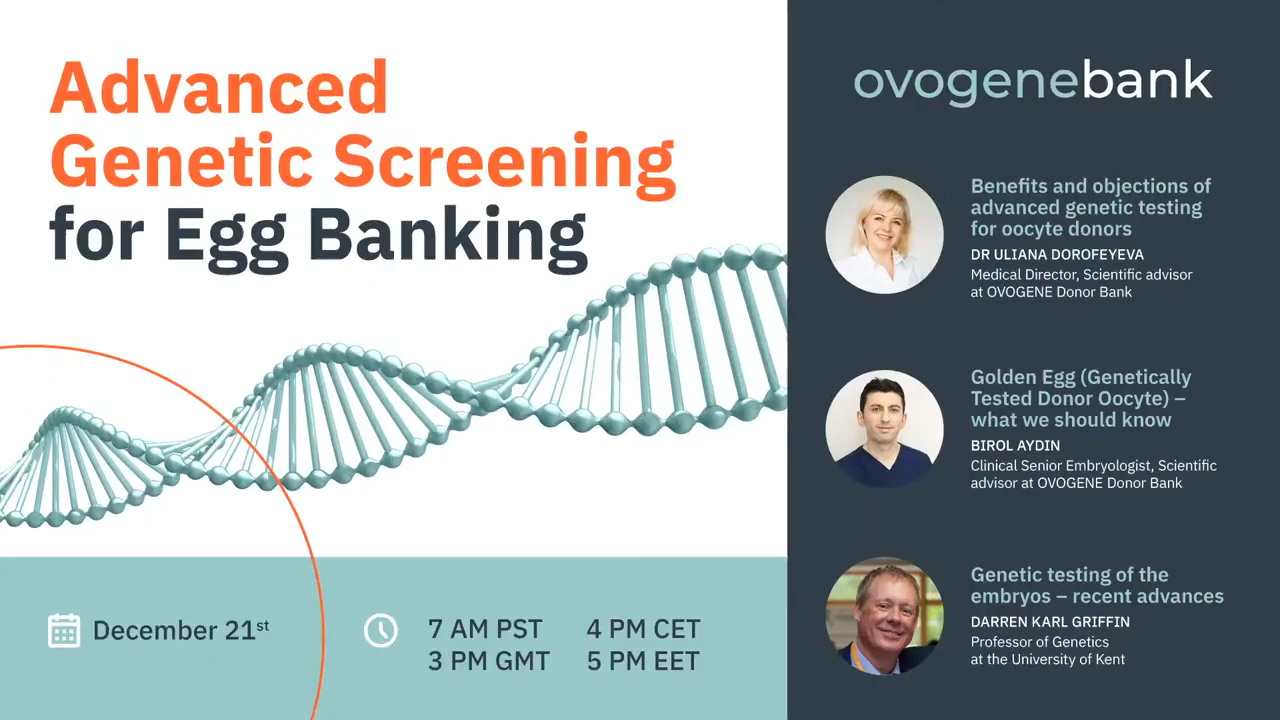 Advanced
Genetic Screening
for Egg Banking
December 21st
7 AM PST
3 PM GMT
4 PM CET
5 PM EET
ovogenebank
Benefits and objections of
advanced genetic testing
for oocyte donors
DR ULIANA DOROFEYEVA
Medical Director, Scientific advisor
at OVOGENE Donor Bank
Golden Egg (Genetically
Tested Donor Oocyte) –
what we should know
BIROL AYDIN
Clinical Senior Embryologist, Scientific
advisor at OVOGENE Donor Bank
Genetic testing of the
embryos – recent advances
DARREN KARL GRIFFIN
Professor of Genetics
at the University of Kent